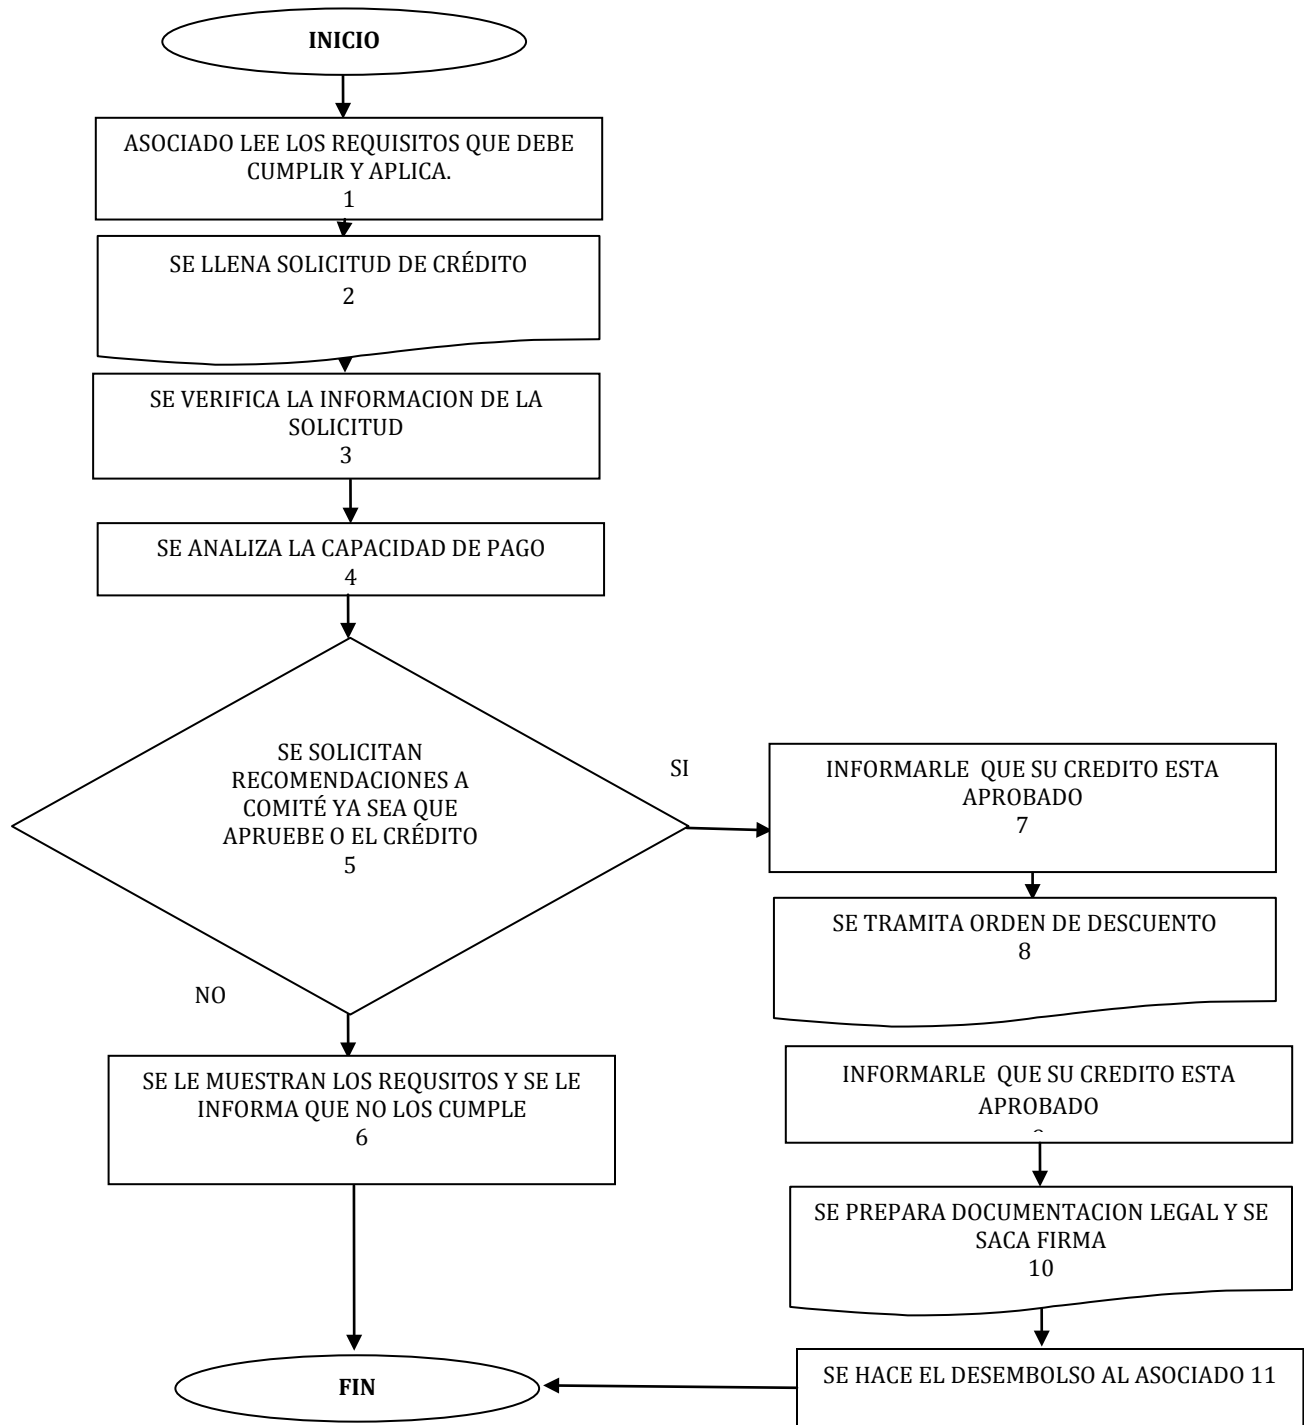 INICIO
ASOCIADO LEE LOS REQUISITOS QUE DEBE
CUMPLIR Y APLICA.
1
SE LLENA SOLICITUD DE CRÉDITO
2
SE VERIFICA LA INFORMACION DE LA
SOLICITUD
3
SE ANALIZA LA CAPACIDAD DE PAGO
4
SE SOLICITAN
RECOMENDACIONES A
COMITÉ YA SEA QUE
APRUEBE O EL CRÉDITO
5
SI
NO
SE LE MUESTRAN LOS REQUSITOS Y SE LE
INFORMA QUE NO LOS CUMPLE
6
INFORMARLE  QUE SU CREDITO ESTA
APROBADO
7
SE TRAMITA ORDEN DE DESCUENTO
8
INFORMARLE  QUE SU CREDITO ESTA
APROBADO
SE PREPARA DOCUMENTACION LEGAL Y SE
SACA FIRMA
10
SE HACE EL DESEMBOLSO AL ASOCIADO 11
FIN